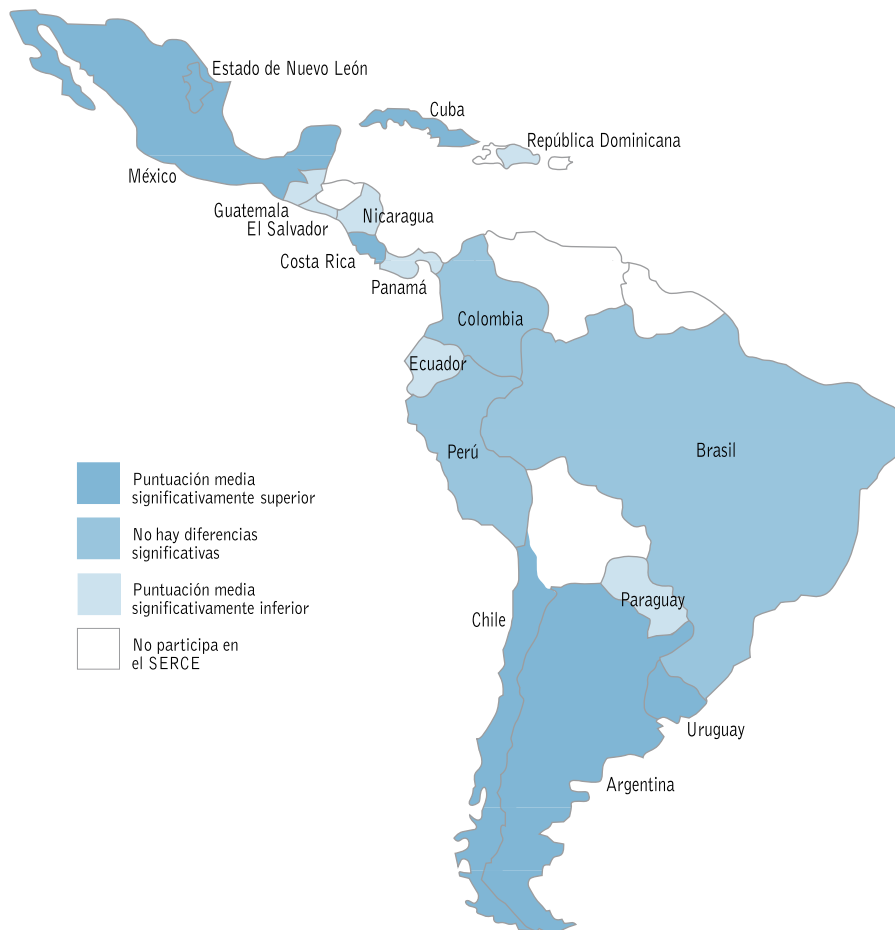 Estado de Nuevo León
Cuba
República Dominicana
México
Guatemala
Nicaragua
El Salvador
Costa Rica
Panamá
Colombia
Ecuador
Perú
Brasil
Puntuación media
significativamente superior
No hay diferencias
significativas
Puntuación media
significativamente inferior
No participa en
el SERCE
Paraguay
Chile
Uruguay
Argentina